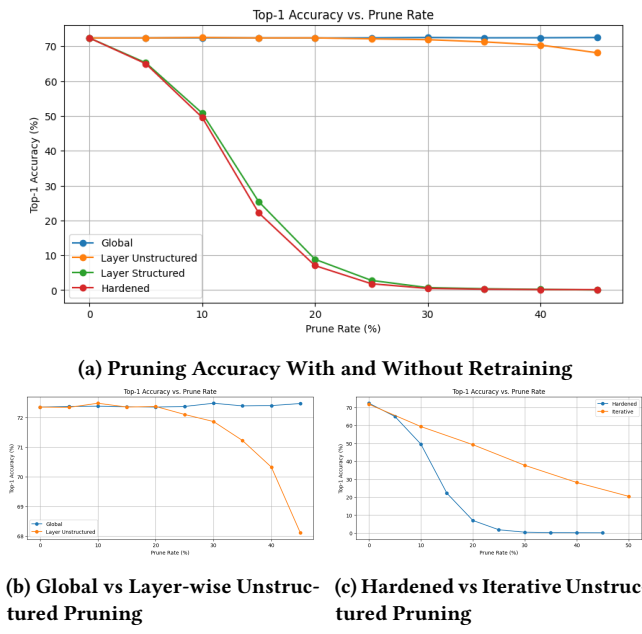 Top-1 Accuracy vs. Prune Rate
70
60
50
40
30
20
10
0
Top-1 Accuracy (%)
Global
Layer Unstructured
Layer Structured
Hardened
0 10 20 30 40
Prune Rate (%)
(a) Pruning Accuracy With and Without Retraining
Top-1 Accuracy vs. Prune Rate
72
71
70
69
68
Top-1 Accuracy (%)
Global
Layer Unstructured
0 10 20 30 40
Prune Rate (%)
(b) Global vs Layer-wise Unstruc-
tured Pruning
Top-1 Accuracy vs. Prune Rate
Hardened
Iterative
70
60
50
40
30
20
10
0
Top-1 Accuracy (%)
0 10 20 30 40 50
Prune Rate (%)
(c) Hardened vs Iterative Unstruc
tured Pruning